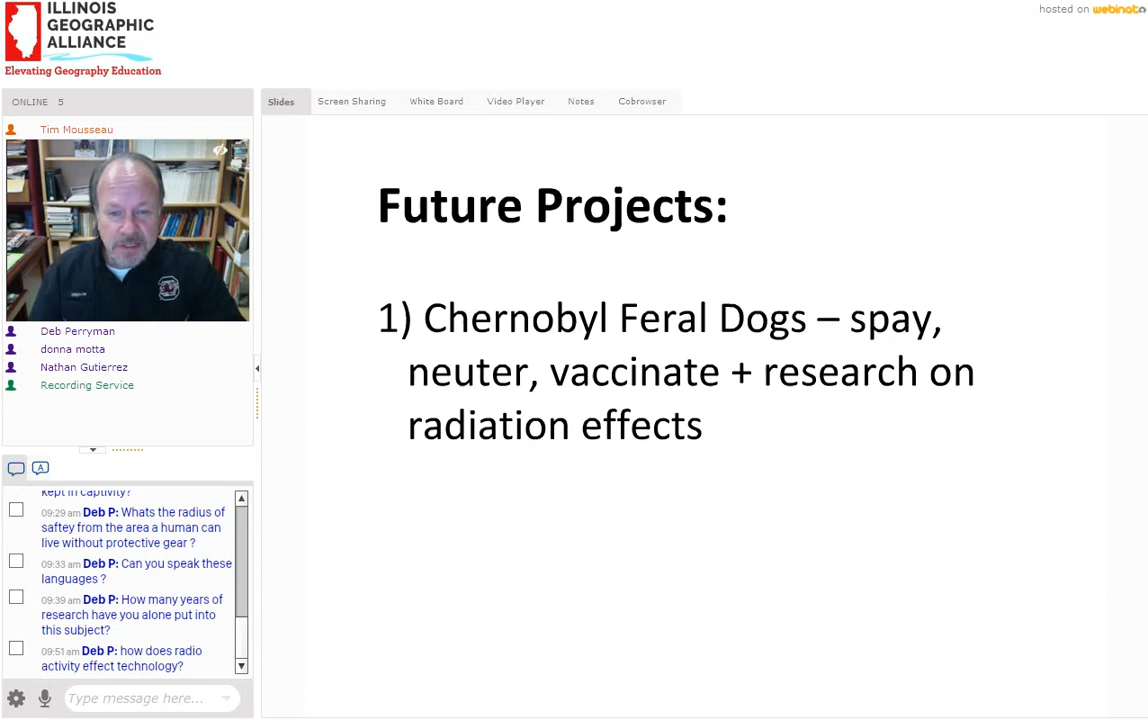 ILLINOIS
GEOGRAPHIC
ALLIANCE
Elevating Geography Education
hosted on webinato
ONLINE 5
Tim Mousseau
Deb Perryman
donna motta
Nathan Gutierrez
Recording Service
kept in captivity?
09:29 am Deb P: Whats the radius of
saftey from the area a human can
live without protective gear ?
09:33 am Deb P: Can you speak these
languages ?
09:39 am Deb P: How many years of
research have you alone put into
this subject?
09:51 am Deb P: how does radio
activity effect technology?
Type message here...
Slides Screen Sharing White Board Video Player Notes Cobrowser
Future Projects:
1) Chernobyl Feral Dogs – spay,
neuter, vaccinate + research on
radiation effects